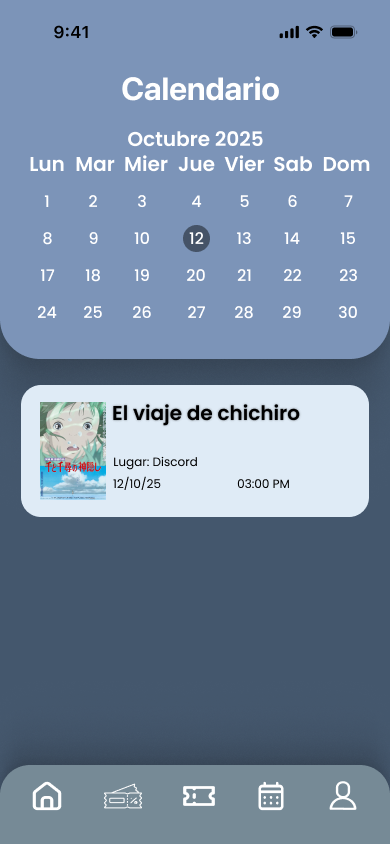 9:41
Calendario
Octubre 2025
Lun Mar Mier Jue Vier Sab Dom
1 2 3 4 5 6 7
8 9 10 12 13 14 15
17 18 19 20 21 22 23
24 25 26 27 28 29 30
El viaje de chichiro
千と千尋の神隠し
Lugar: Discord
12/10/25 03:00 PM